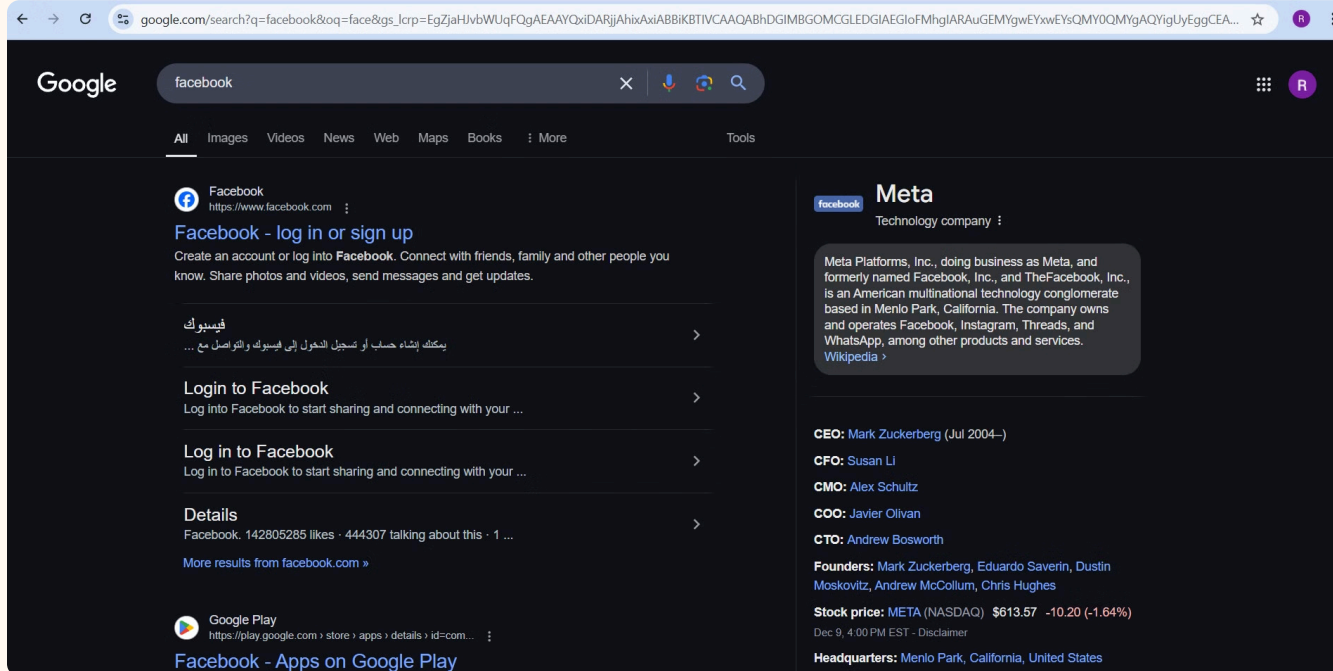 google.com/search?q=facebook&oq=face&gs_lcrp=
R
Google
facebook
R
All Images Videos News Web Maps Books More Tools
Facebook
https://www.facebook.com
Facebook - log in or sign up
Create an account or log into Facebook. Connect with friends, family and other people you
know. Share photos and videos, send messages and get updates.
فيسبوك
يمكنك إنشاء حساب أو تسجيل الدخول إلى فيسبوك والتواصل مع ...
Login to Facebook
Log into Facebook to start sharing and connecting with your ...
Log in to Facebook
Log in to Facebook to start sharing and connecting with your ...
Details
Facebook. 142805285 likes · 444307 talking about this · 1 ...
More results from facebook.com »
Google Play
https://play.google.com › store › apps › details › id=com...
Facebook - Apps on Google Play
facebook
Meta
Technology company
Meta Platforms, Inc., doing business as Meta, and
formerly named Facebook, Inc., and TheFacebook, Inc.,
is an American multinational technology conglomerate
based in Menlo Park, California. The company owns
and operates Facebook, Instagram, Threads, and
WhatsApp, among other products and services.
Wikipedia ›
CEO: Mark Zuckerberg (Jul 2004–)
CFO: Susan Li
CMO: Alex Schultz
COO: Javier Olivan
CTO: Andrew Bosworth
Founders: Mark Zuckerberg, Eduardo Saverin, Dustin
Moskovitz, Andrew McCollum, Chris Hughes
Stock price: META (NASDAQ) $613.57 -10.20 (-1.64%)
Dec 9, 4:00 PM EST - Disclaimer
Headquarters: Menlo Park, California, United States